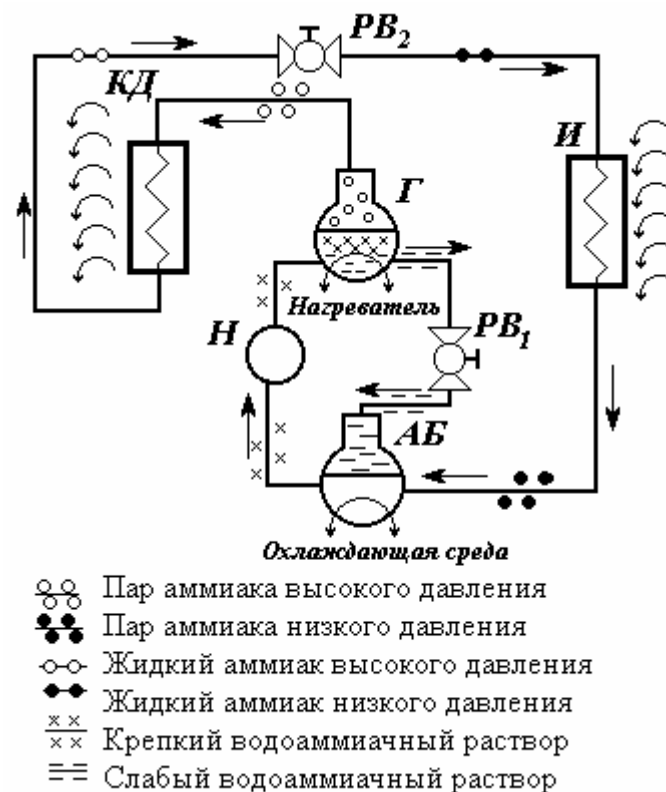 РВ₂
КД
И
Г
Нагреватель
РВ₁
Н
АБ
Охлаждающая среда
Пар аммиака высокого давления
Пар аммиака низкого давления
Жидкий аммиак высокого давления
Жидкий аммиак низкого давления
Крепкий водоаммиачный раствор
Слабый водоаммиачный раствор